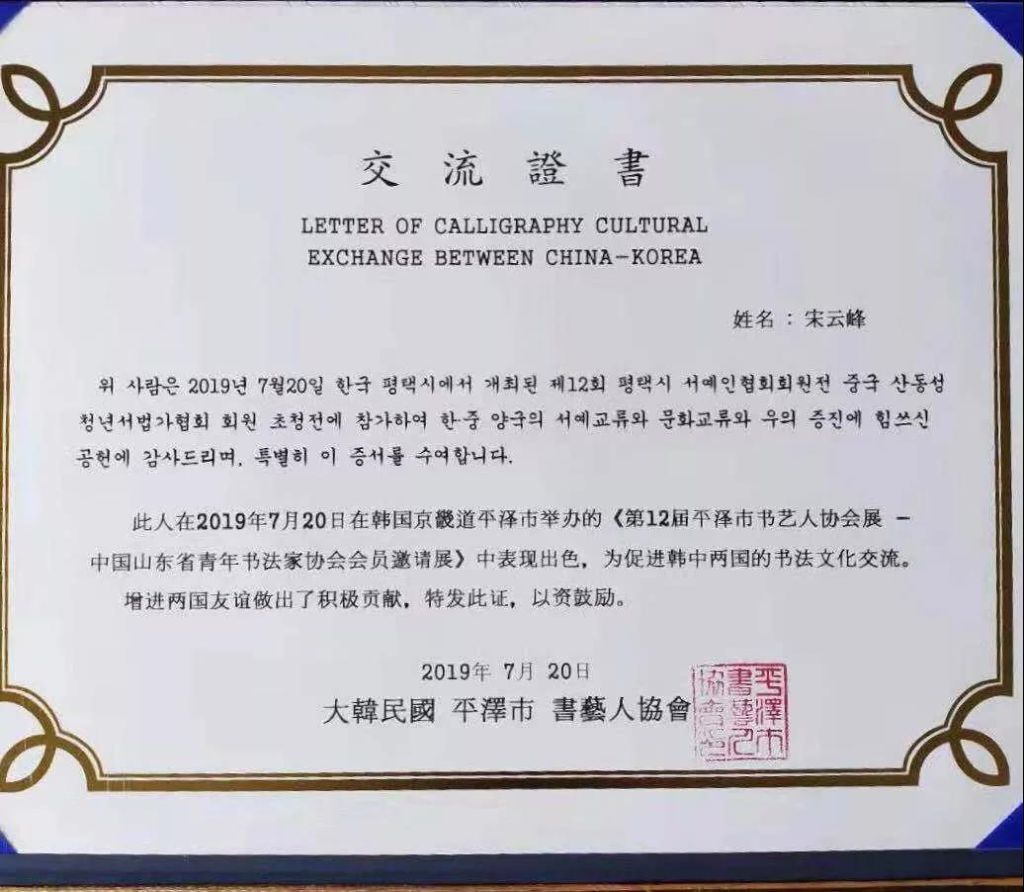 交流證書
LETTER OF CALLIGRAPHY CULTURAL
EXCHANGE BETWEEN CHINA-KOREA
姓名：宋云峰
위 사람은 2019년 7월20일 한국 평택시에서 개최된 제12회 평택시 서예인협회회원전 중국 산동성
청년서법가협회 회원 초청전에 참가하여 한·중 양국의 서예교류와 문화교류와 우의 증진에 힘쓰신
공헌에 감사드리며, 특별히 이 증서를 수여합니다.
此人在2019年7月20日在韩国京畿道平泽市举办的《第12届平泽市书艺人协会展 -
中国山东省青年书法家协会会员邀请展》中表现出色，为促进韩中两国的书法文化交流。
增进两国友谊做出了积极贡献，特发此证，以资鼓励。
2019年 7月 20日
大韓民國 平澤市 書藝人協會
平澤市
書藝人
協會印